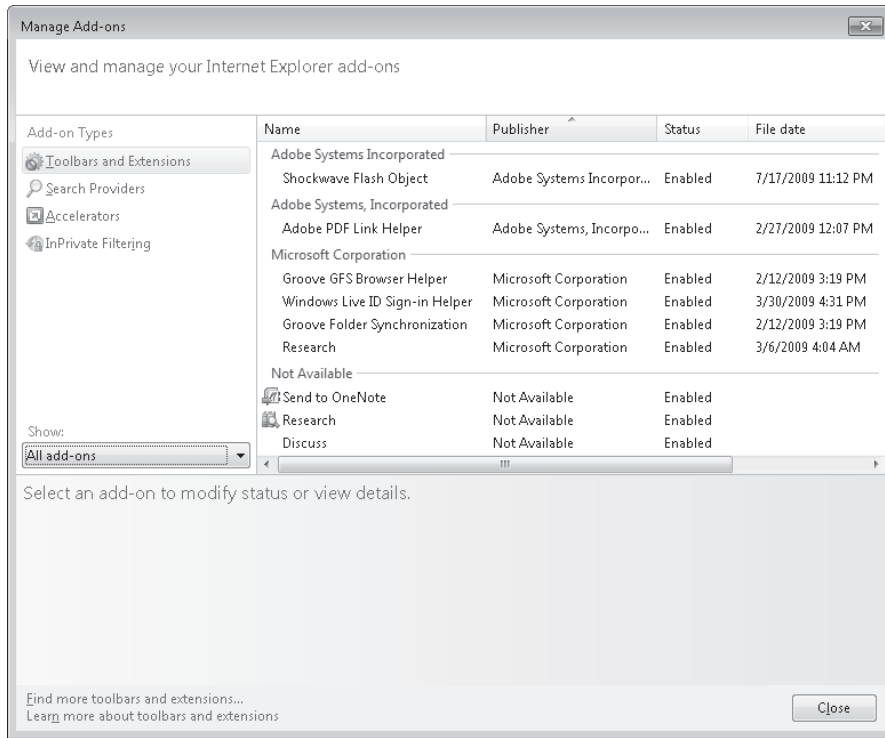 Manage Add-ons
View and manage your Internet Explorer add-ons
Add-on Types
Toolbars and Extensions
Search Providers
Accelerators
InPrivate Filtering
Show:
All add-ons
Name Publisher Status File date
Adobe Systems Incorporated
Shockwave Flash Object Adobe Systems Incorpor... Enabled 7/17/2009 11:12 PM
Adobe Systems, Incorporated
Adobe PDF Link Helper Adobe Systems, Incorpo... Enabled 2/27/2009 12:07 PM
Microsoft Corporation
Groove GFS Browser Helper Microsoft Corporation Enabled 2/12/2009 3:19 PM
Windows Live ID Sign-in Helper Microsoft Corporation Enabled 3/30/2009 4:31 PM
Groove Folder Synchronization Microsoft Corporation Enabled 2/12/2009 3:19 PM
Research Microsoft Corporation Enabled 3/6/2009 4:04 AM
Not Available
Send to OneNote Not Available Enabled
Research Not Available Enabled
Discuss Not Available Enabled
Select an add-on to modify status or view details.
Find more toolbars and extensions...
Learn more about toolbars and extensions
Close